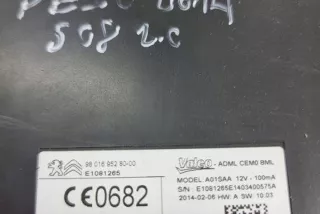 508 2.0
98 016 952 80-00
E1081265
Valeo
ADML CEM0 BML
MODEL A01SAA 12V - 100mA
S/N: E1081265E1403400575A
2014-02-06 HW: A SW: 10.03
CE0682